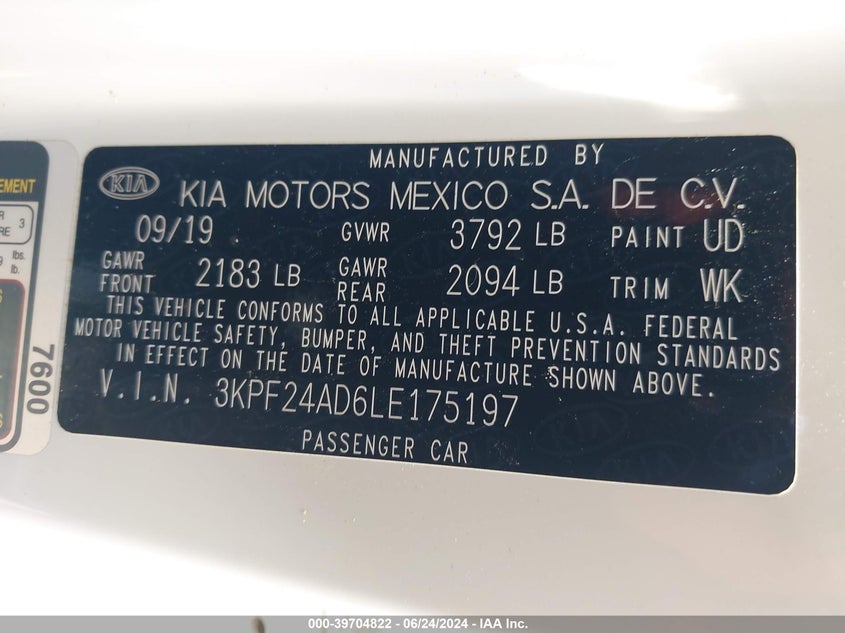 MANUFACTURED BY
KIA KIA MOTORS MEXICO S.A. DE C.V.
09/19 GVWR 3792 LB PAINT UD
GAWR FRONT 2183 LB GAWR REAR 2094 LB TRIM WK
THIS VEHICLE CONFORMS TO ALL APPLICABLE U.S.A. FEDERAL
MOTOR VEHICLE SAFETY, BUMPER, AND THEFT PREVENTION STANDARDS
IN EFFECT ON THE DATE OF MANUFACTURE SHOWN ABOVE.
V.I.N. 3KPF24AD6LE175197
PASSENGER CAR
3
lbs.
lb.
7600
000-39704822 - 06/24/2024 - IAA Inc.